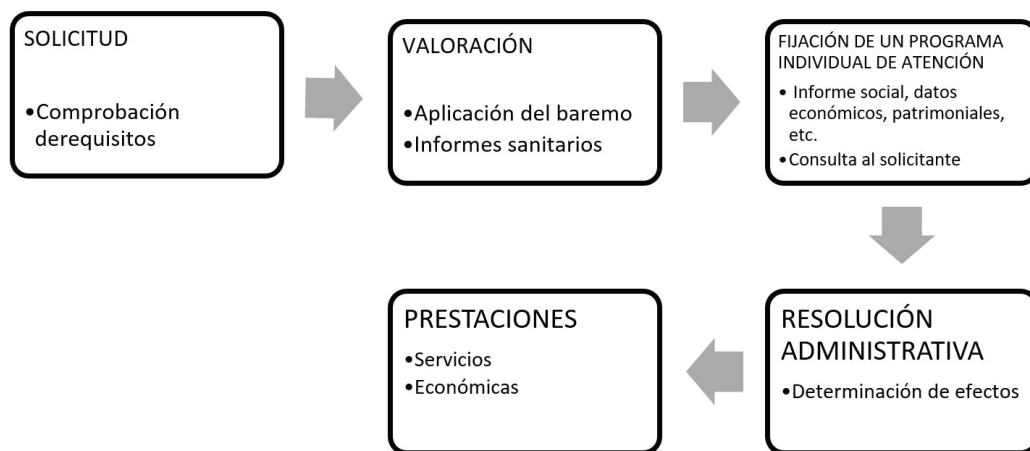 SOLICITUD
•Comprobación
derequisitos
VALORACIÓN
•Aplicación del baremo
•Informes sanitarios
FIJACIÓN DE UN PROGRAMA
INDIVIDUAL DE ATENCIÓN
• Informe social, datos
económicos, patrimoniales,
etc.
•Consulta al solicitante
RESOLUCIÓN
ADMINISTRATIVA
•Determinación de efectos
PRESTACIONES
•Servicios
•Económicas